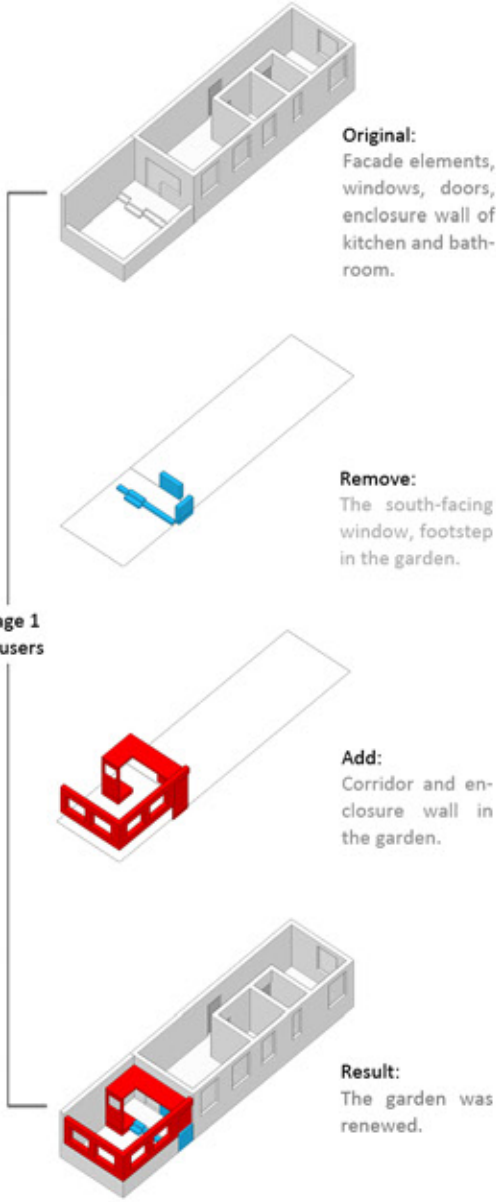 Original:
Facade elements,
windows, doors,
enclosure wall of
kitchen and bath-
room.
Remove:
The south-facing
window, footstep
in the garden.
age 1
users
Add:
Corridor and en-
closure wall in
the garden.
Result:
The garden was
renewed.